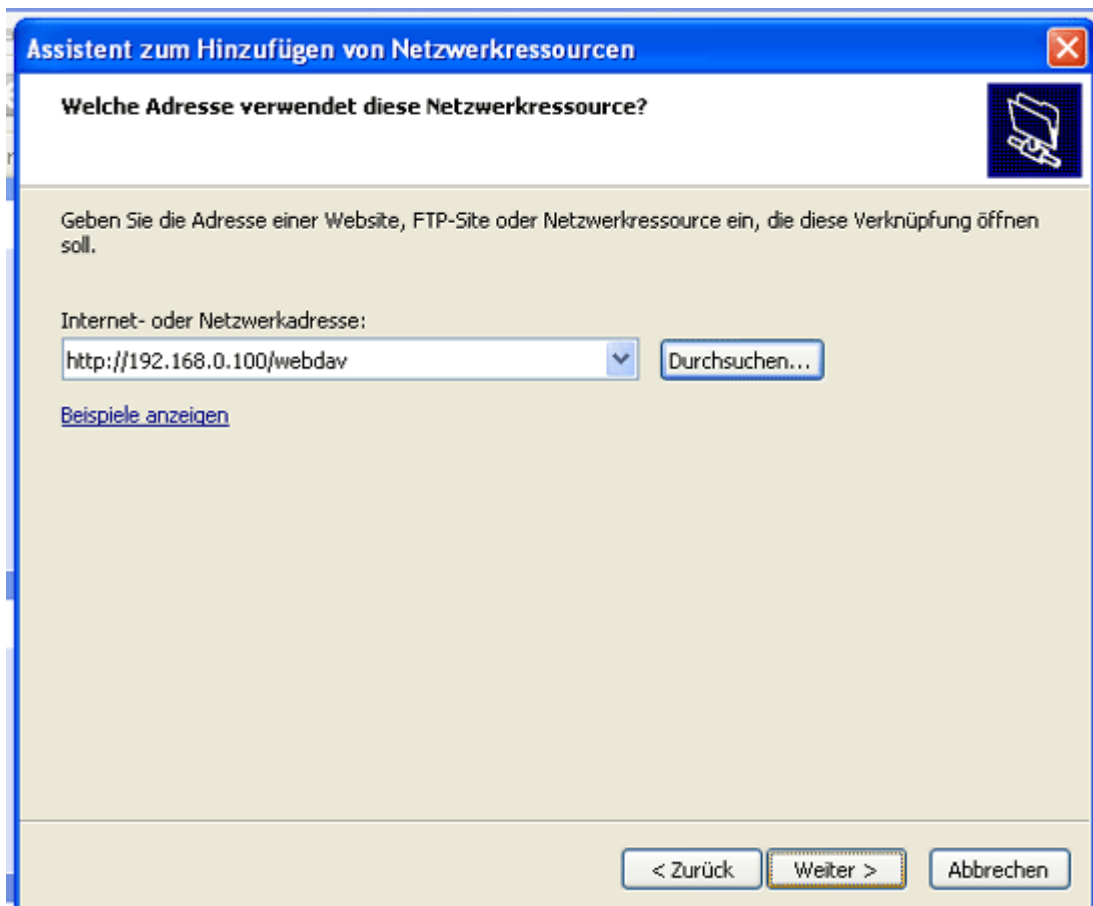 Assistent zum Hinzufügen von Netzwerkressourcen
Welche Adresse verwendet diese Netzwerkressource?
Geben Sie die Adresse einer Website, FTP-Site oder Netzwerkressource ein, die diese Verknüpfung öffnen
soll.
Internet- oder Netzwerkadresse:
http://192.168.0.100/webdav
Durchsuchen...
Beispiele anzeigen
< Zurück
Weiter >
Abbrechen